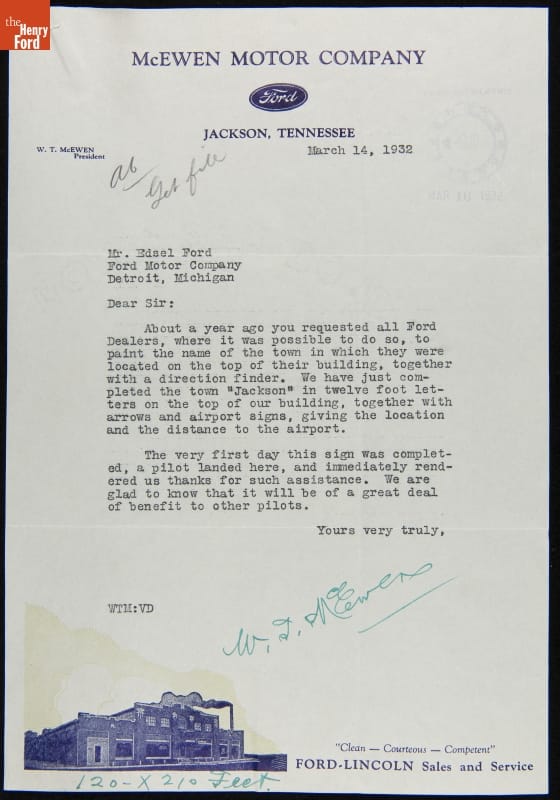 the
Henry
Ford
McEWEN MOTOR COMPANY
Ford
JACKSON, TENNESSEE
W. T. McEWEN
President
March 14, 1932
Get file
Mr. Edsel Ford
Ford Motor Company
Detroit, Michigan
Dear Sir:
About a year ago you requested all Ford
Dealers, where it was possible to do so, to
paint the name of the town in which they were
located on the top of their building, together
with a direction finder. We have just com-
pleted the town "Jackson" in twelve foot let-
ters on the top of our building, together with
arrows and airport signs, giving the location
and the distance to the airport.
The very first day this sign was complet-
ed, a pilot landed here, and immediately rend-
ered us thanks for such assistance. We are
glad to know that it will be of a great deal
of benefit to other pilots.
Yours very truly,
WTM:VD
W. T. McEwen
"Clean — Courteous — Competent"
FORD-LINCOLN Sales and Service
120-X 210 Feet.